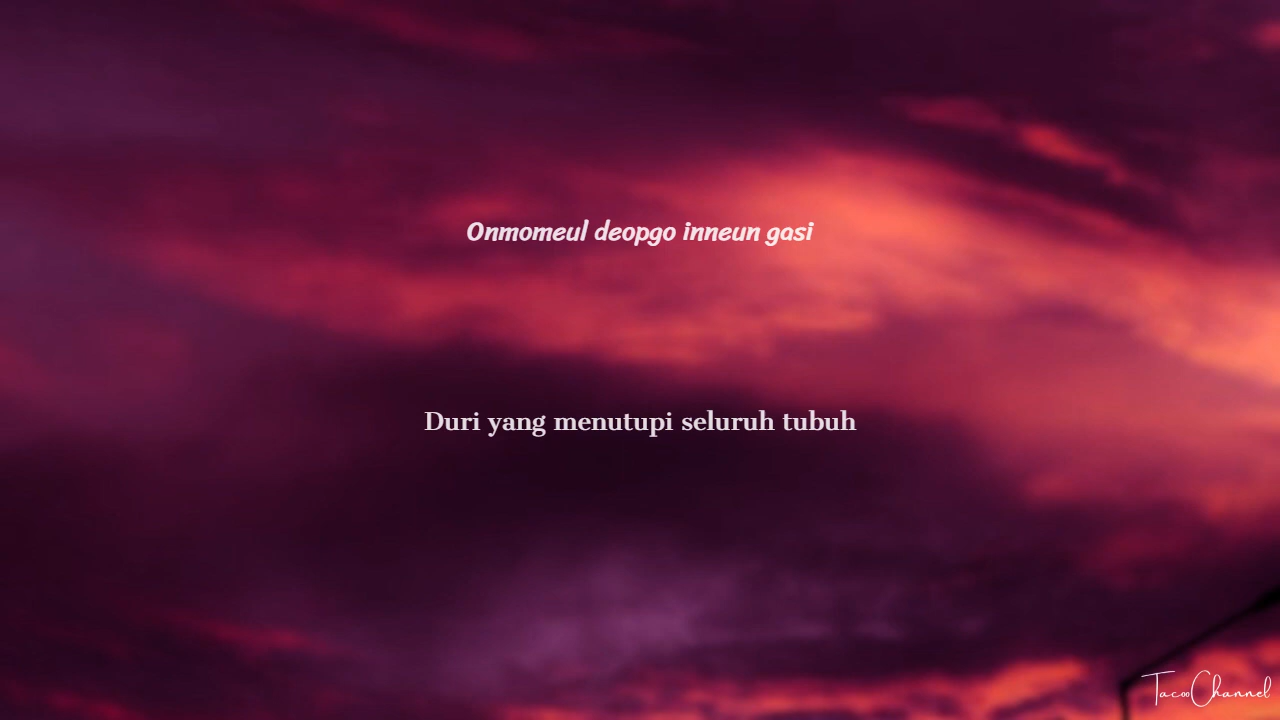 Onmomeul deopgo inneun gasi
Duri yang menutupi seluruh tubuh
TacooChannel